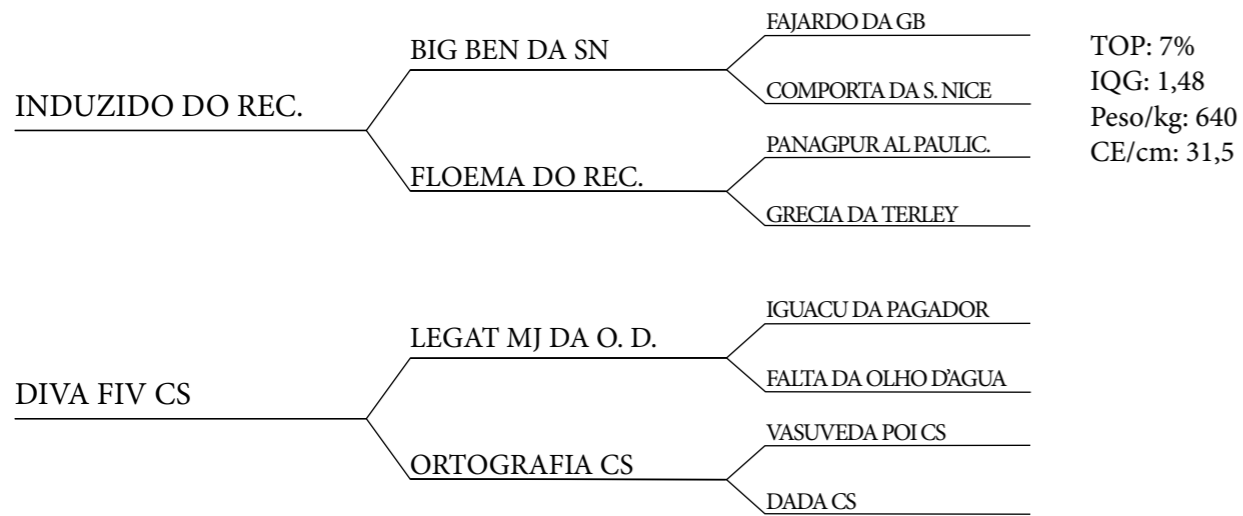 FAJARDO DA GB
BIG BEN DA SN
COMPORTA DA S. NICE
INDUZIDO DO REC.
PANAGPUR AL PAULIC.
FLOEMA DO REC.
GRECIA DA TERLEY
TOP: 7%
IQG: 1,48
Peso/kg: 640
CE/cm: 31,5
IGUACU DA PAGADOR
LEGAT MJ DA O. D.
FALTA DA OLHO D'AGUA
DIVA FIV CS
VASUVEDA POI CS
ORTOGRAFIA CS
DADA CS